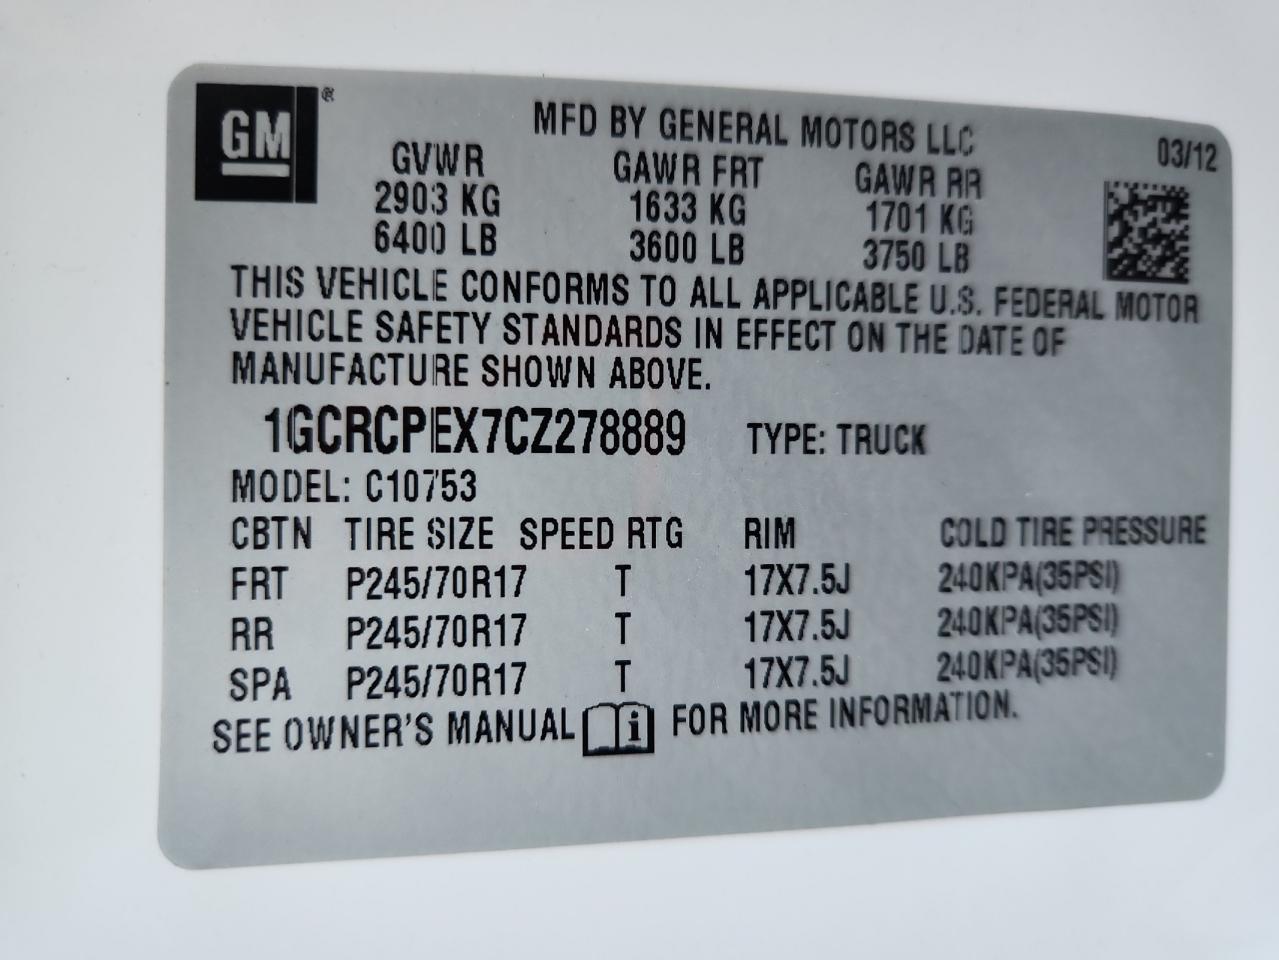 GM®
MFD BY GENERAL MOTORS LLC
03/12
GVWR GAWR FRT GAWR RR
2903 KG 1633 KG 1701 KG
6400 LB 3600 LB 3750 LB
THIS VEHICLE CONFORMS TO ALL APPLICABLE U.S. FEDERAL MOTOR
VEHICLE SAFETY STANDARDS IN EFFECT ON THE DATE OF
MANUFACTURE SHOWN ABOVE.
1GCRCPEX7CZ278889 TYPE: TRUCK
MODEL: C10753
CBTN TIRE SIZE SPEED RTG RIM COLD TIRE PRESSURE
FRT P245/70R17 T 17X7.5J 240KPA(35PSI)
RR P245/70R17 T 17X7.5J 240KPA(35PSI)
SPA P245/70R17 T 17X7.5J 240KPA(35PSI)
SEE OWNER'S MANUAL i FOR MORE INFORMATION.